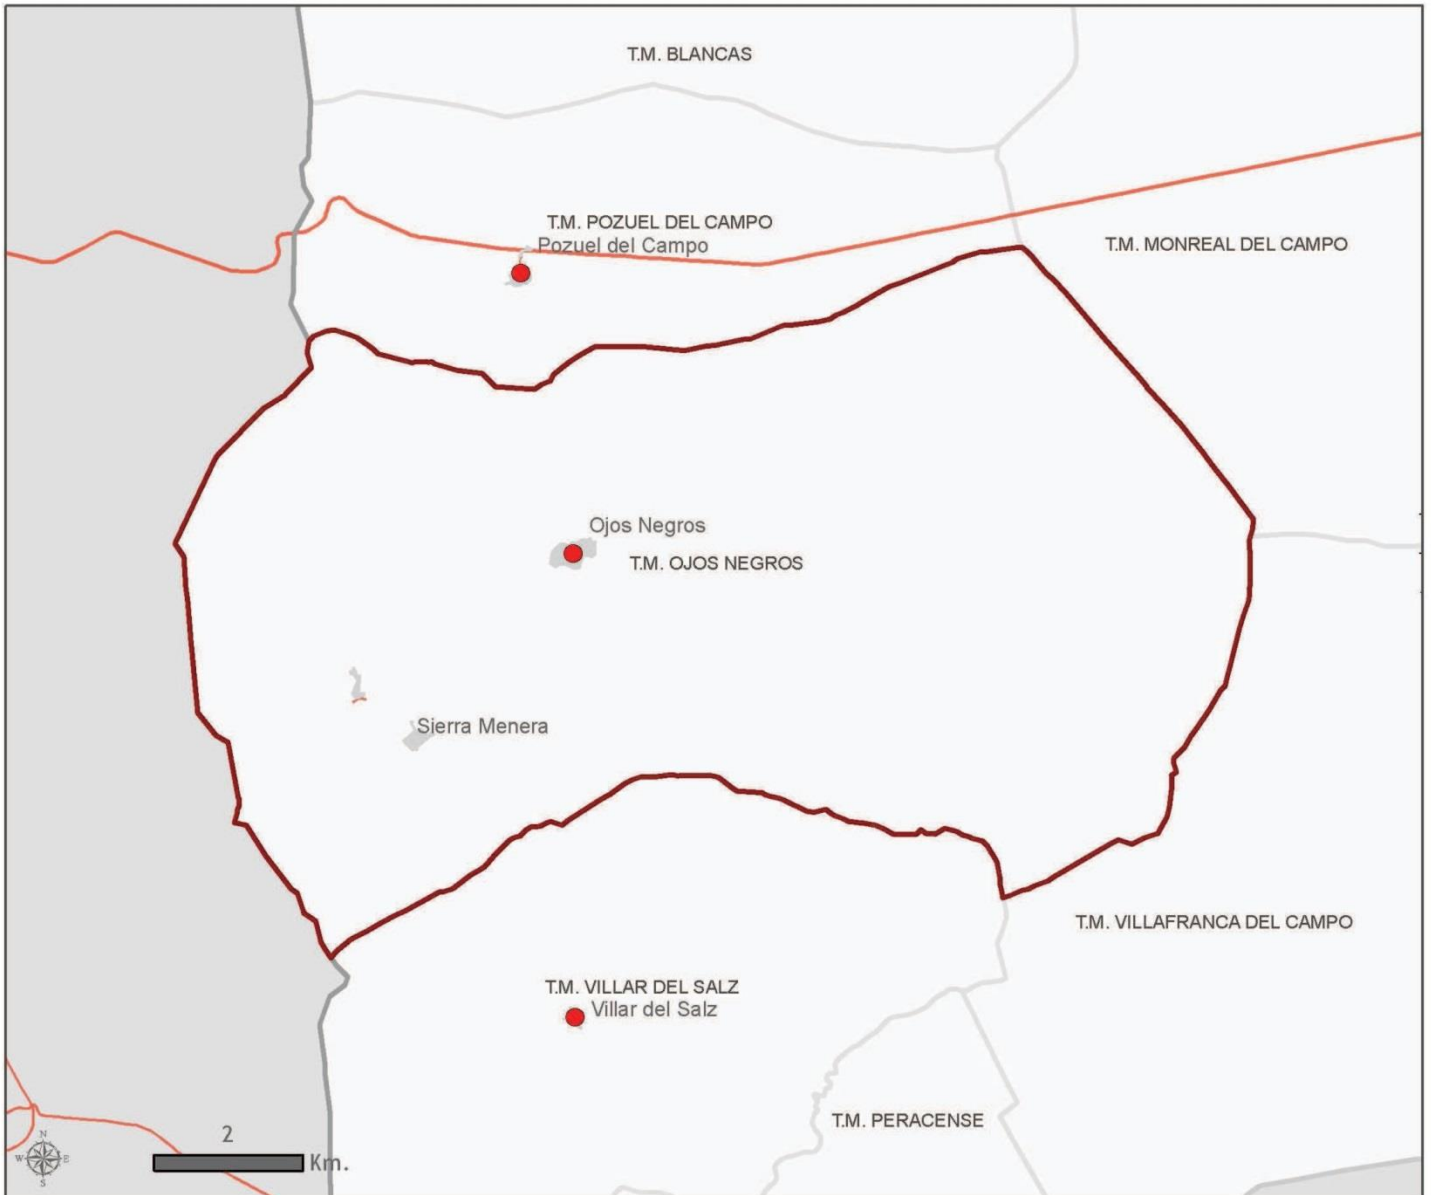 T.M. BLANCAS
T.M. POZUEL DEL CAMPO
Pozuel del Campo
T.M. MONREAL DEL CAMPO
Ojos Negros
T.M. OJOS NEGROS
Sierra Menera
T.M. VILLAFRANCA DEL CAMPO
T.M. VILLAR DEL SALZ
Villar del Salz
T.M. PERACENSE
2
Km.
N
W E
S